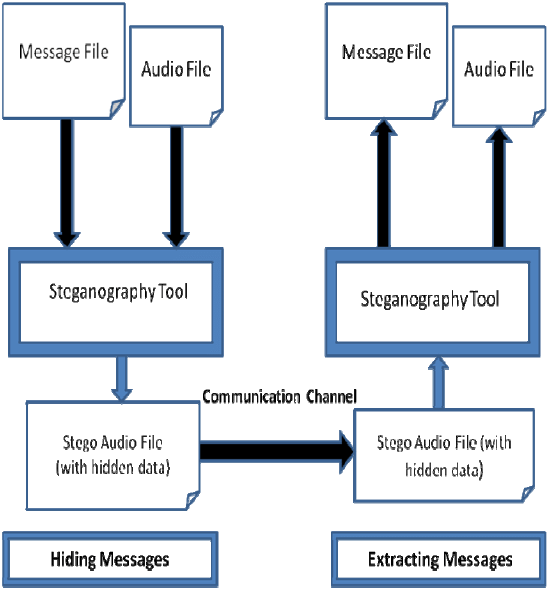 Message File
Audio File
Steganography Tool
Stego Audio File
(with hidden data)
Hiding Messages
Communication Channel
Message File
Audio File
Steganography Tool
Stego Audio File (with
hidden data)
Extracting Messages